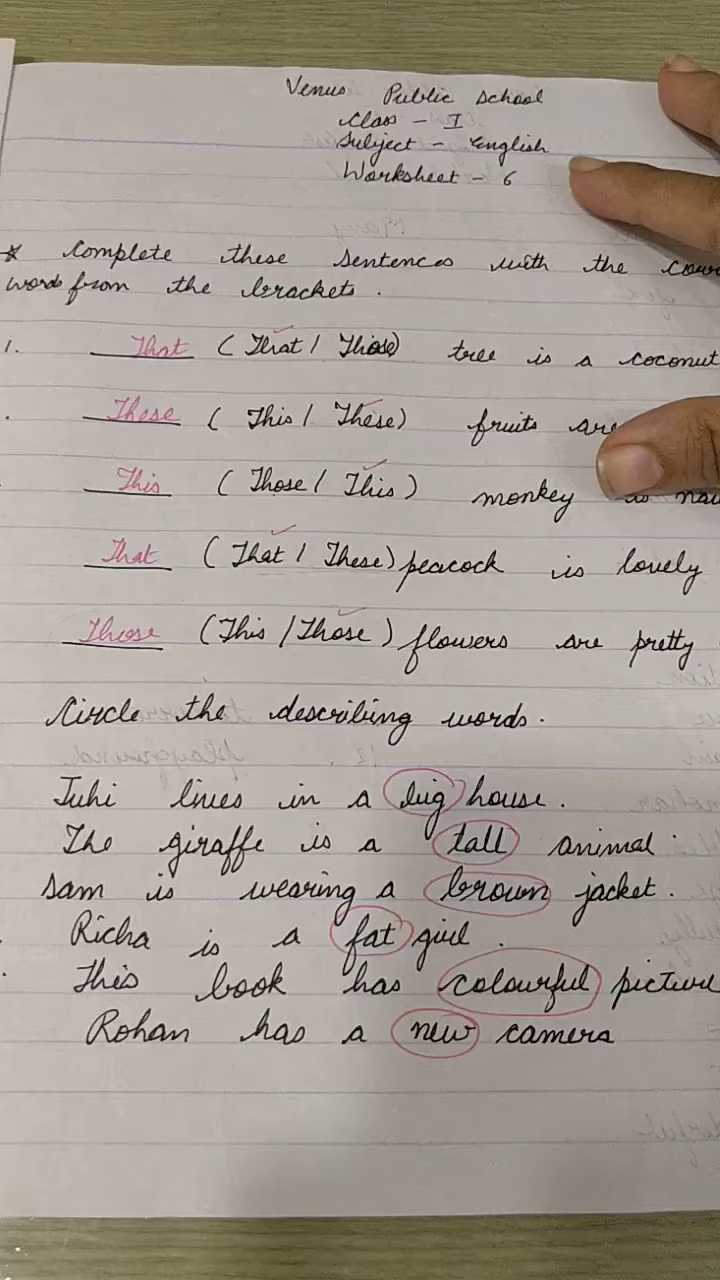 Venus Public School
Class - I
Subject - English
Worksheet - 6
* Complete these sentences with the
word from the brackets.
1. That (That / Those) tree is a coconut
These (This / These) fruits are
This (Those / This) monkey is
That (That / These) peacock is lovely
Those (This / Those) flowers are pretty
Circle the describing words.
Juhi lives in a big house.
The giraffe is a tall animal.
Sam is wearing a brown jacket.
Richa is a fat girl.
This book has colourful picture
Rohan has a new camera